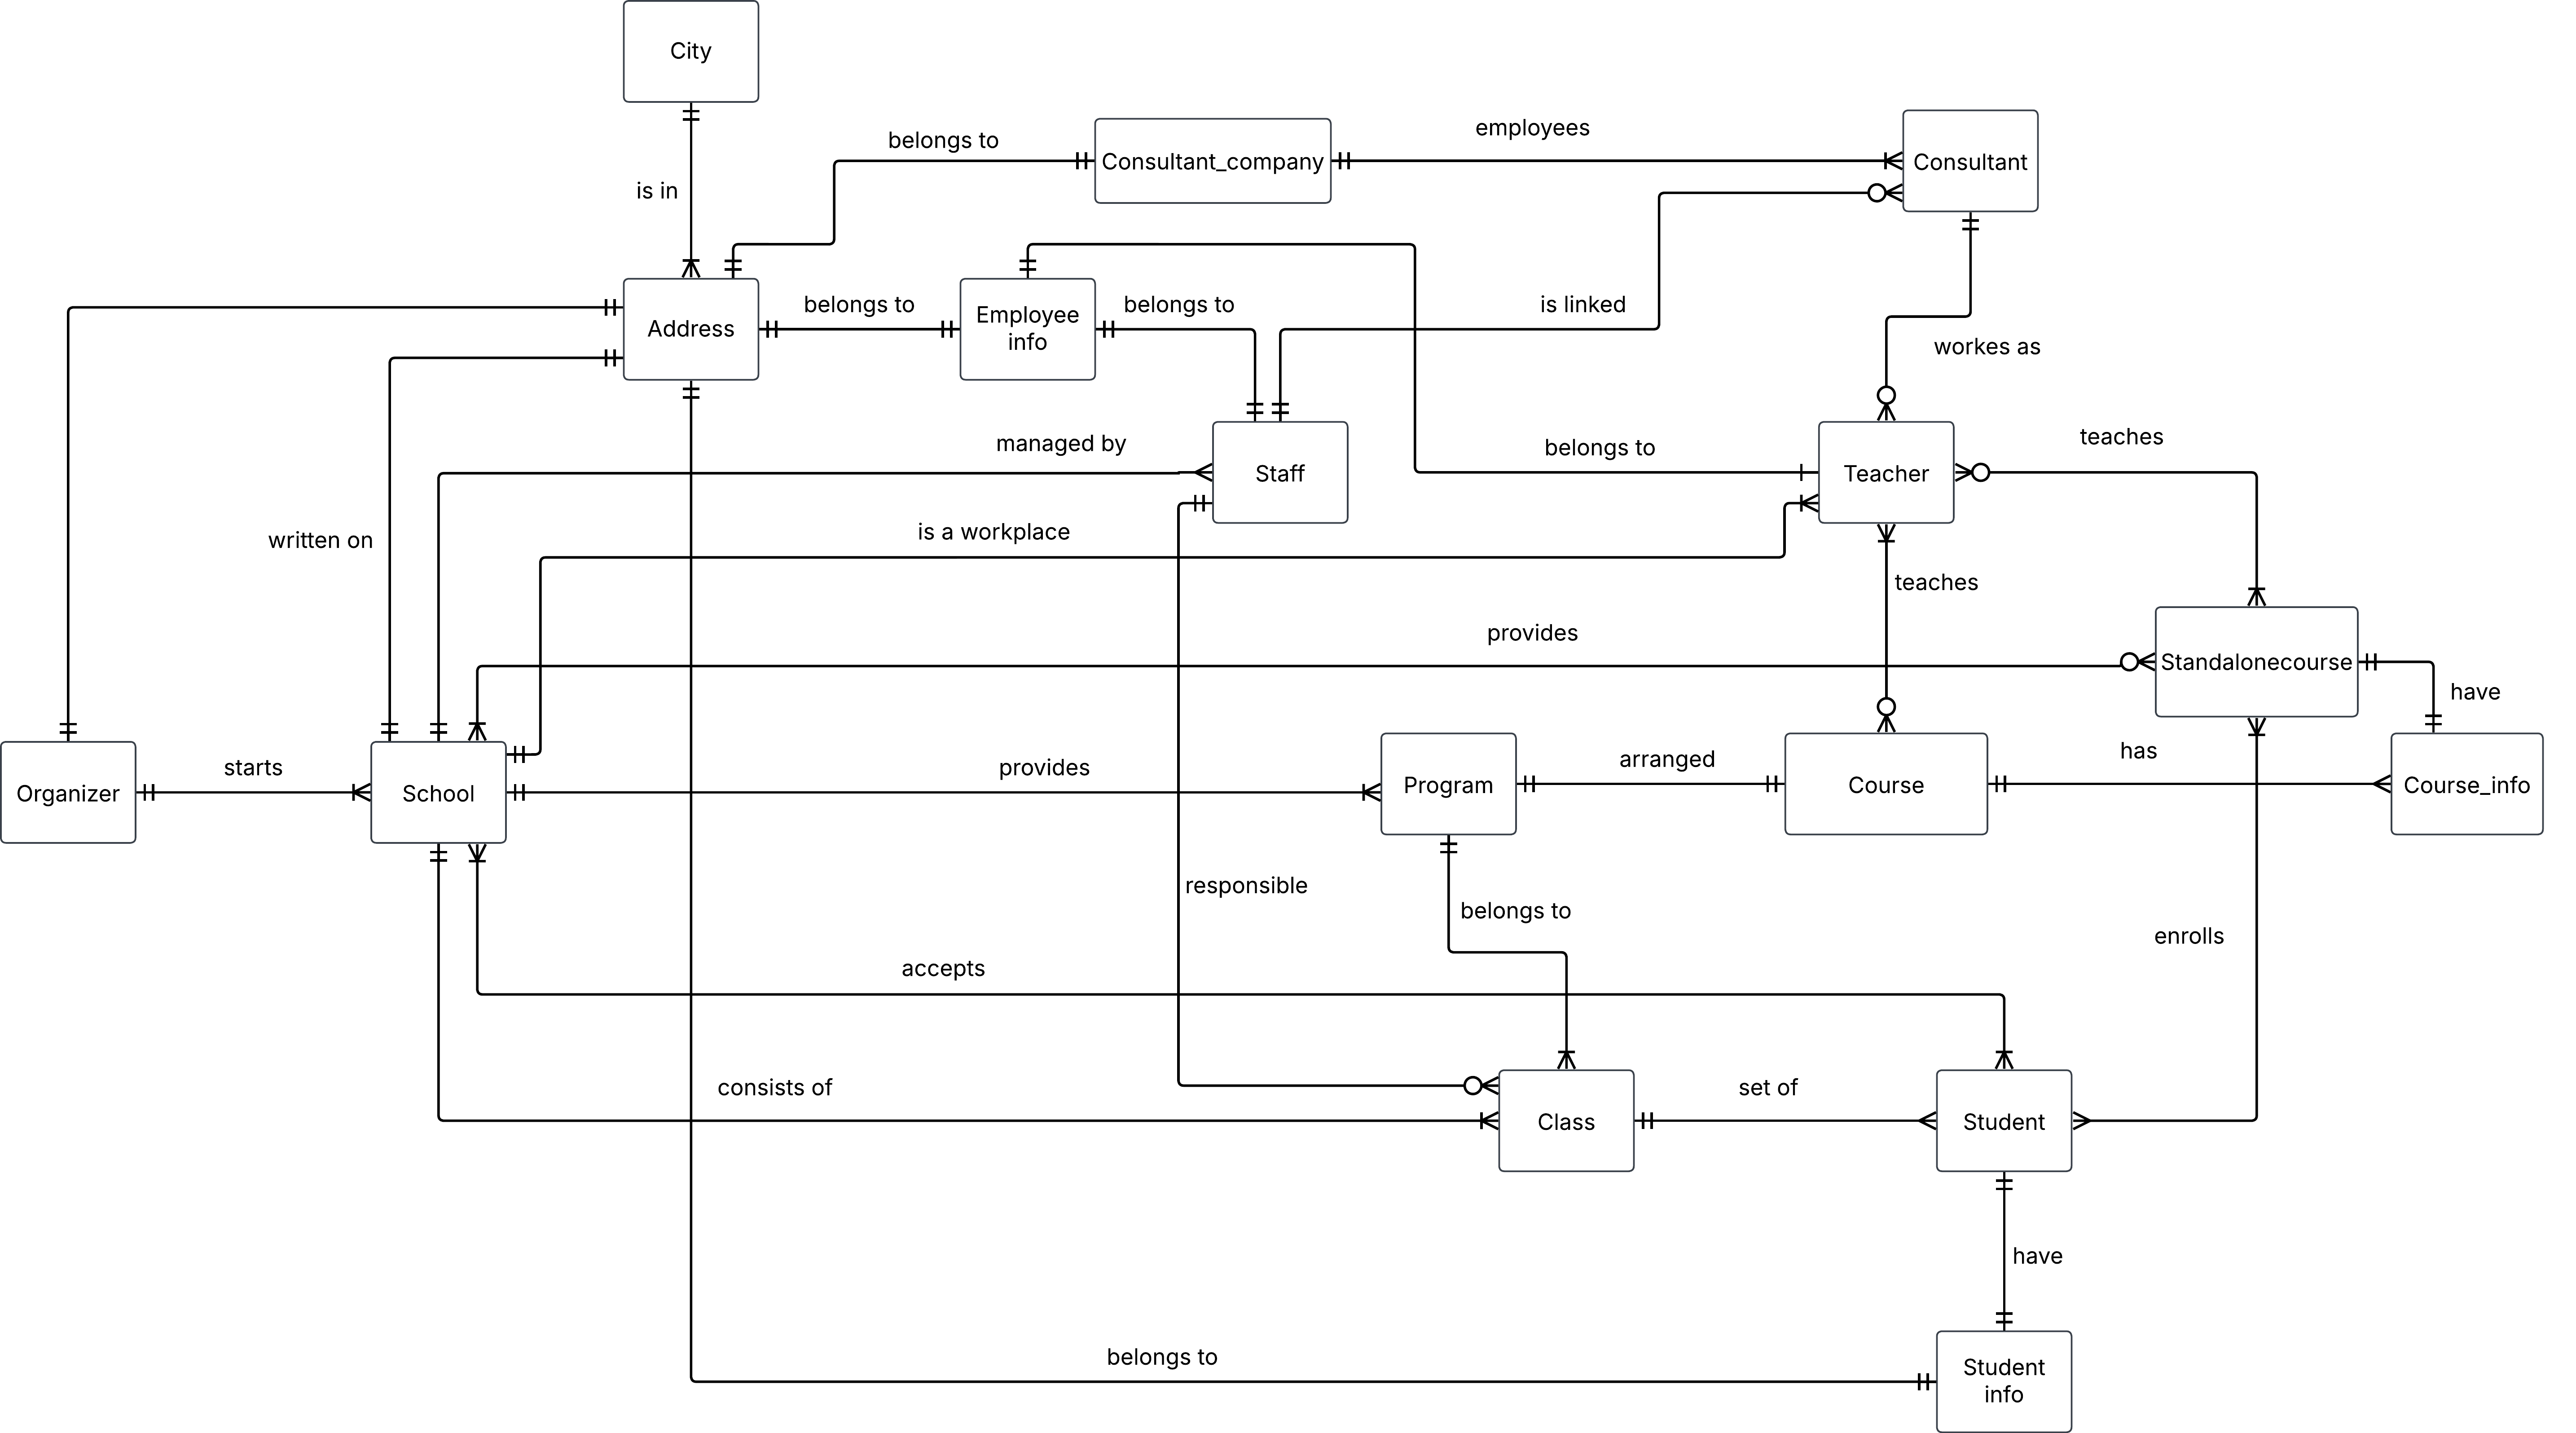 City
employees
belongs to
Consultant_company
Consultant
is in
belongs to
belongs to
is linked
Employee
info
Address
workes as
teaches
managed by
belongs to
Staff
Teacher
is a workplace
written on
teaches
provides
Standalonecourse
have
has
arranged
starts
provides
Organizer
School
Program
Course
Course_info
responsible
belongs to
enrolls
accepts
consists of
set of
Class
Student
have
belongs to
Student
info